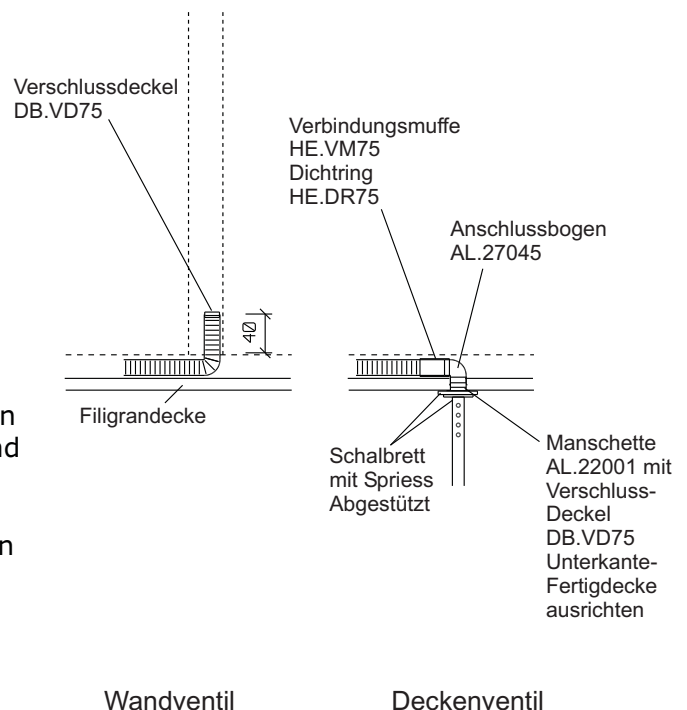 Verschlussdeckel
DB.VD75
Verbindungsmuffe
HE.VM75
Dichtring
HE.DR75
Anschlussbogen
AL.27045
40
Filigrandecke
Schalbrett
mit Spriess
Abgestützt
Manschette
AL.22001 mit
Verschluss-
Deckel
DB.VD75
Unterkante-
Fertigdecke
ausrichten
Wandventil
Deckenventil